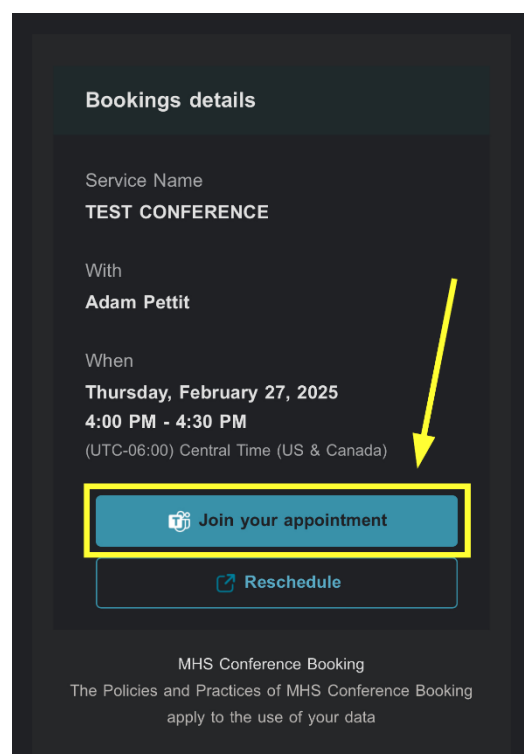 Bookings details
Service Name
TEST CONFERENCE
With
Adam Pettit
When
Thursday, February 27, 2025
4:00 PM - 4:30 PM
(UTC-06:00) Central Time (US & Canada)
Join your appointment
Reschedule
MHS Conference Booking
The Policies and Practices of MHS Conference Booking
apply to the use of your data